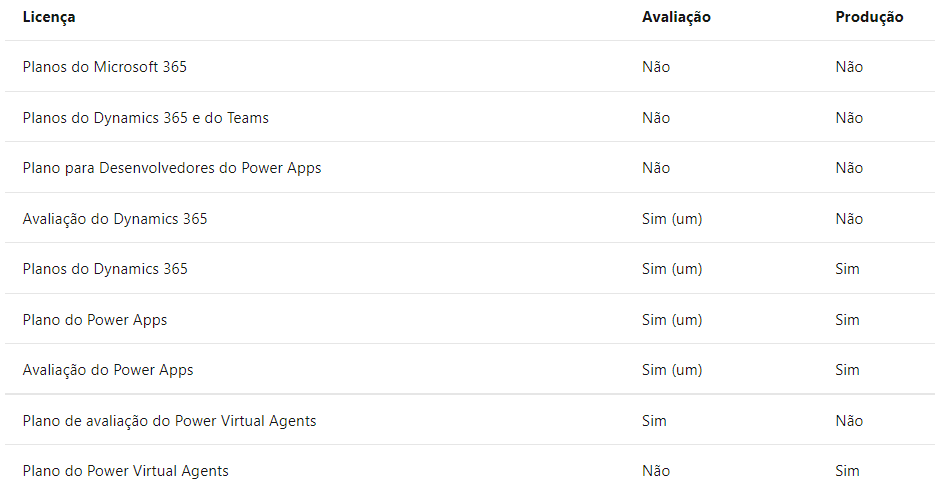 Licença Avaliação Produção
Planos do Microsoft 365 Não Não
Planos do Dynamics 365 e do Teams Não Não
Plano para Desenvolvedores do Power Apps Não Não
Avaliação do Dynamics 365 Sim (um) Não
Planos do Dynamics 365 Sim (um) Sim
Plano do Power Apps Sim (um) Sim
Avaliação do Power Apps Sim (um) Sim
Plano de avaliação do Power Virtual Agents Sim Não
Plano do Power Virtual Agents Não Sim